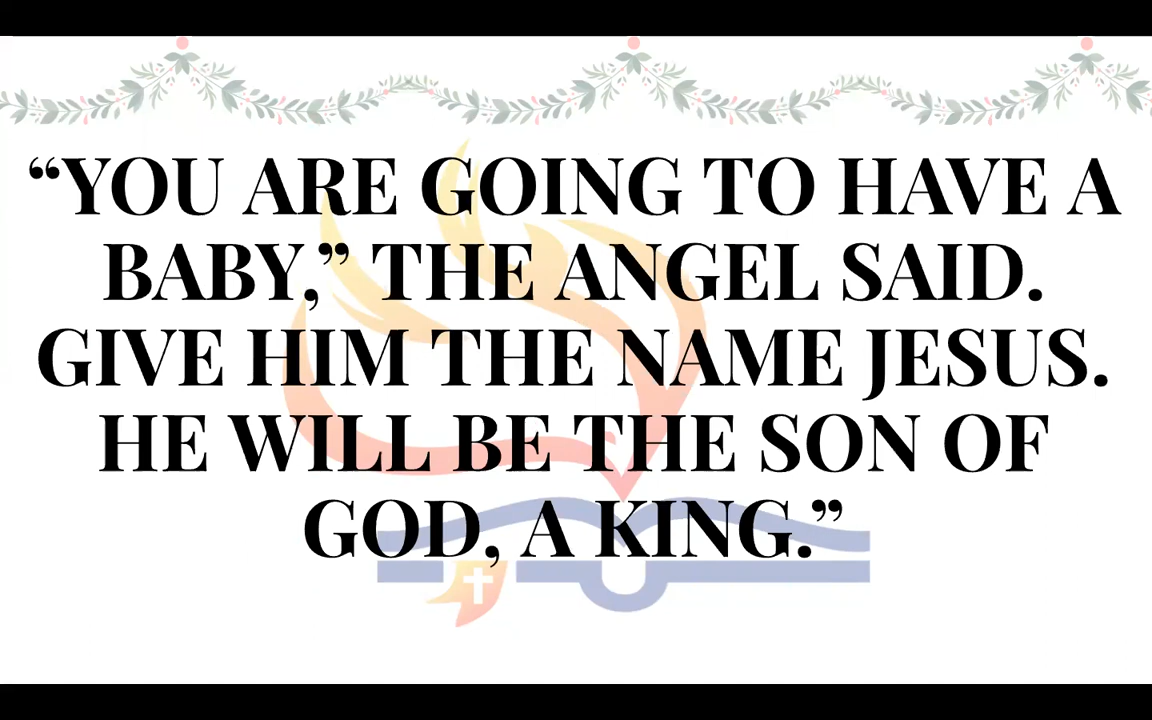 “YOU ARE GOING TO HAVE A
BABY,” THE ANGEL SAID.
GIVE HIM THE NAME JESUS.
HE WILL BE THE SON OF
GOD, A KING.”